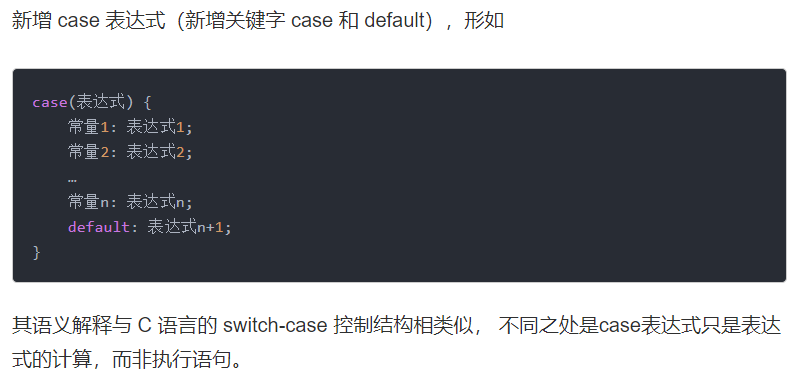 新增 case 表达式（新增关键字 case 和 default），形如
case(表达式) {
    常量1: 表达式1;
    常量2: 表达式2;
    …
    常量n: 表达式n;
    default: 表达式n+1;
}
其语义解释与 C 语言的 switch-case 控制结构相类似， 不同之处是case表达式只是表达
式的计算，而非执行语句。